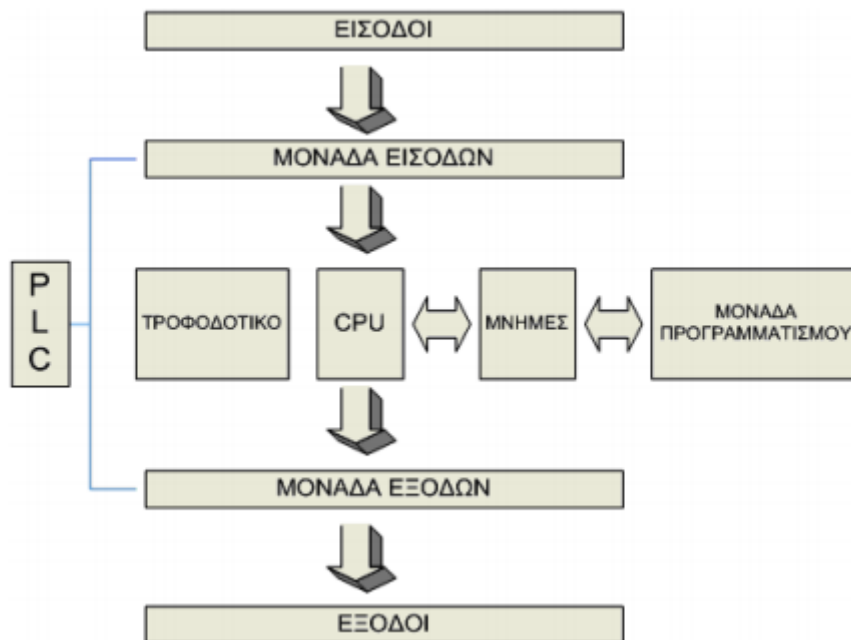 ΕΙΣΟΔΟΙ
ΜΟΝΑΔΑ ΕΙΣΟΔΩΝ
P
L
C
ΤΡΟΦΟΔΟΤΙΚΟ
CPU
ΜΝΗΜΕΣ
ΜΟΝΑΔΑ
ΠΡΟΓΡΑΜΜΑΤΙΣΜΟΥ
ΜΟΝΑΔΑ ΕΞΟΔΩΝ
ΕΞΟΔΟΙ